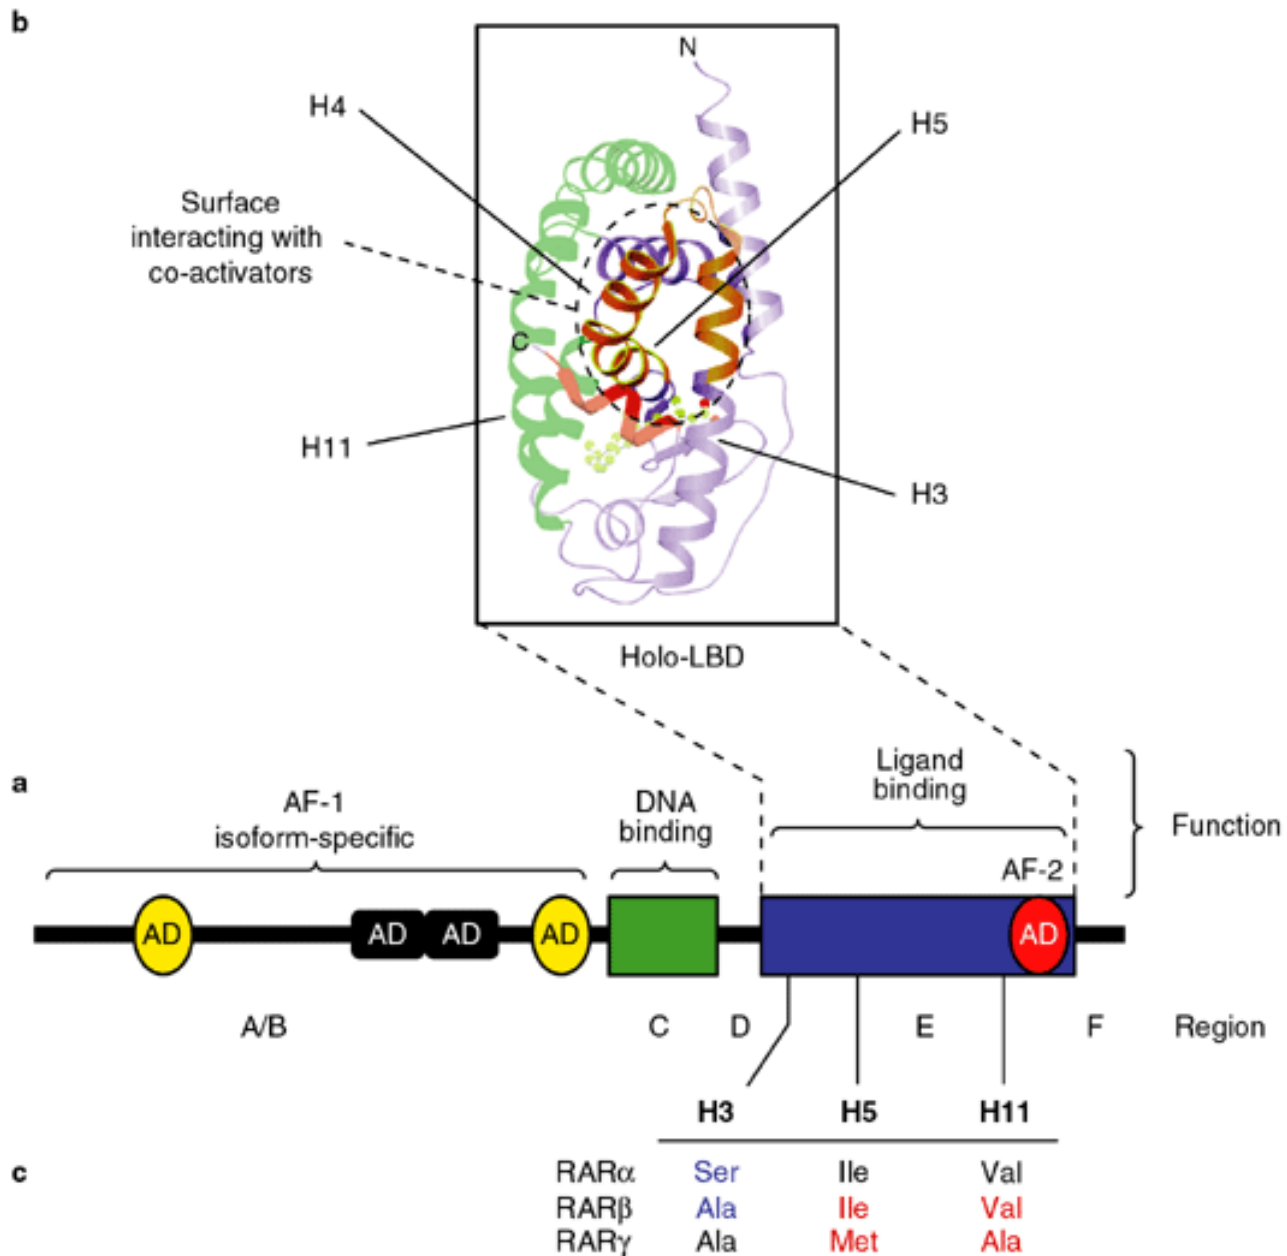 b
N
H4
H5
Surface
interacting with
co-activators
C
H11
H3
Holo-LBD
a
AF-1
isoform-specific
DNA
binding
Ligand
binding
Function
AF-2
AD AD AD AD AD
A/B C D E F Region
H3 H5 H11
c
RARα Ser Ile Val
RARβ Ala Ile Val
RARγ Ala Met Ala